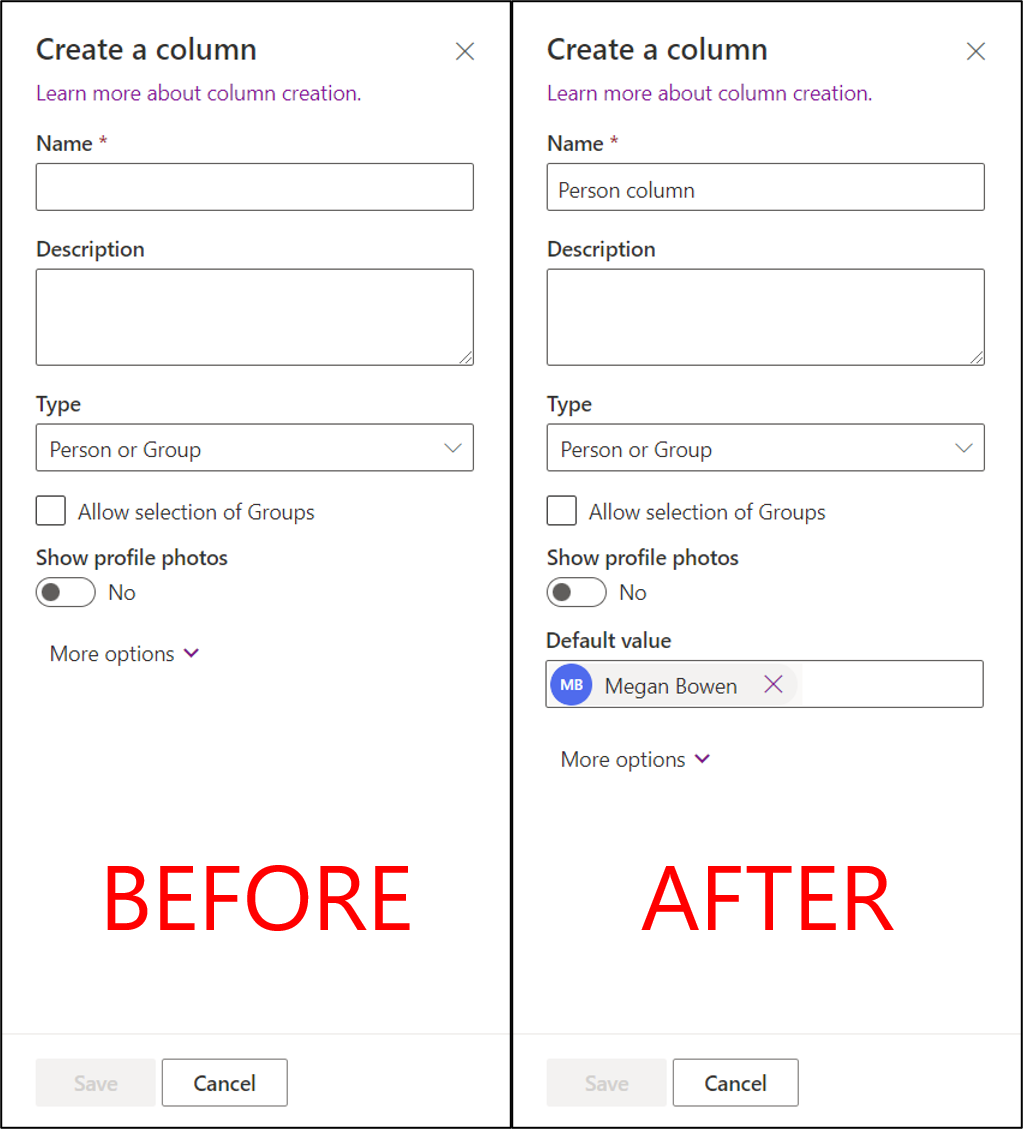 Create a column
Learn more about column creation.
Name *
Description
Type
Person or Group
Allow selection of Groups
Show profile photos
No
More options
BEFORE
Save
Cancel
Create a column
Learn more about column creation.
Name *
Person column
Description
Type
Person or Group
Allow selection of Groups
Show profile photos
No
Default value
MB Megan Bowen
More options
AFTER
Save
Cancel